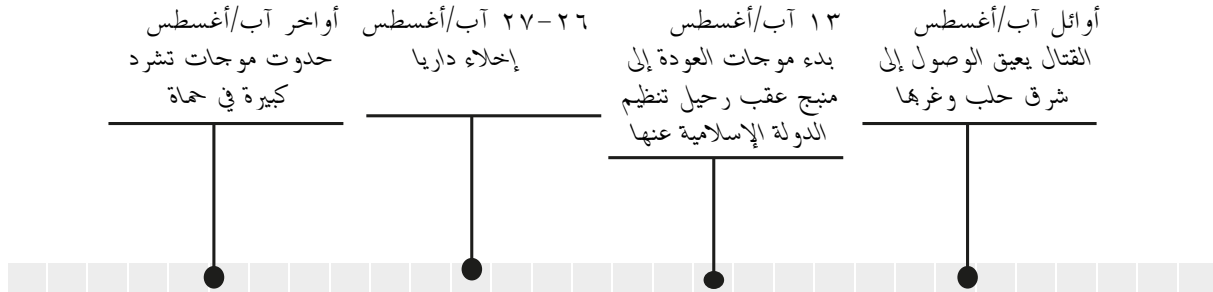 أوائل آب/أغسطس
القتال يعيق الوصول إلى
شرق حلب وغربها
١٣ آب/أغسطس
بدء موجات العودة إلى
منبج عقب رحيل تنظيم
الدولة الإسلامية عنها
٢٦-٢٧ آب/أغسطس
إخلاء داريا
أواخر آب/أغسطس
حدوت موجات تشرد
كبيرة في حماة